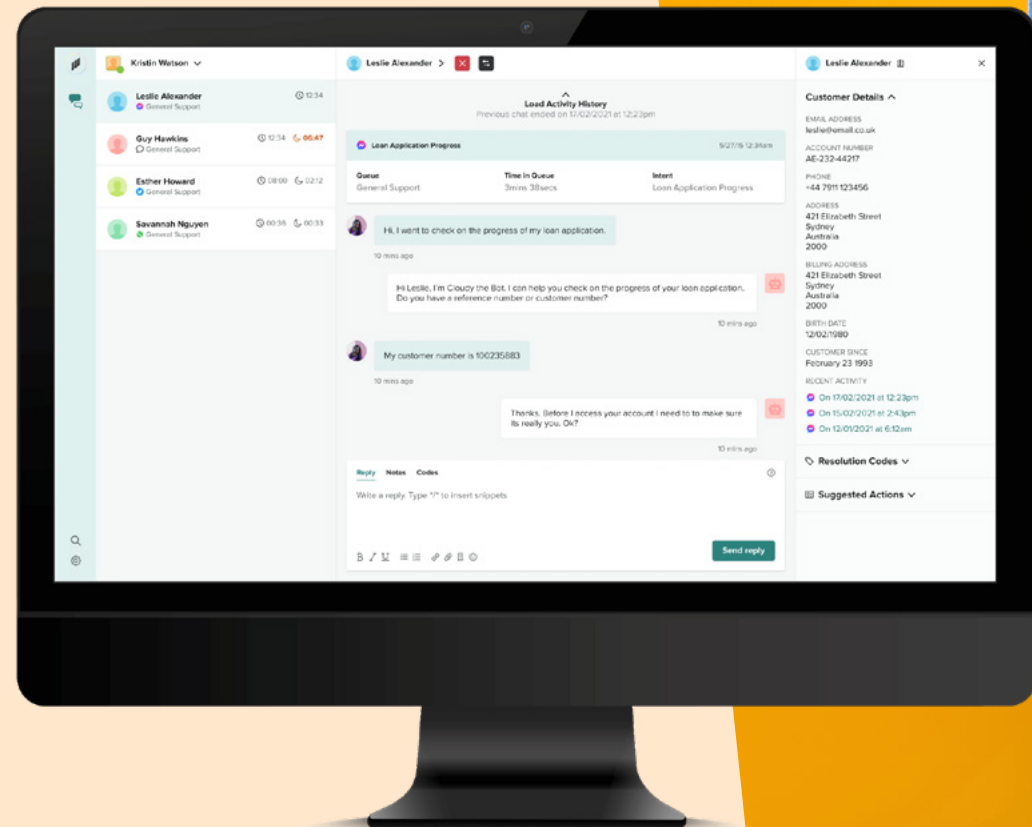 Kristin Watson
Leslie Alexander
12:34
General Support
Guy Hawkins
12:34
06:47
General Support
Esther Howard
08:00
02:12
General Support
Savannah Nguyen
00:36
00:33
General Support
Leslie Alexander
Load Activity History
Previous chat ended on 17/02/2021 at 12:23pm
Loan Application Progress
5/27/15 12:34am
Queue
Time in Queue
Intent
General Support
3mins 38secs
Loan Application Progress
Hi, I want to check on the progress of my loan application.
10 mins ago
Hi Leslie, I'm Cloudy the Bot, I can help you check on the progress of your loan application.
Do you have a reference number or customer number?
10 mins ago
My customer number is 100235883
10 mins ago
Thanks. Before I access your account I need to to make sure
its really you. Ok?
10 mins ago
Reply Notes Codes
Write a reply. Type "/" to insert snippets
B I U
Send reply
Leslie Alexander
Customer Details
EMAIL ADDRESS
leslie@email.co.uk
ACCOUNT NUMBER
AE-232-44217
PHONE
+44 7911 123456
ADDRESS
421 Elizabeth Street
Sydney
Australia
2000
BILLING ADDRESS
421 Elizabeth Street
Sydney
Australia
2000
BIRTH DATE
12/02/1980
CUSTOMER SINCE
February 23 1993
RECENT ACTIVITY
On 17/02/2021 at 12:23pm
On 15/02/2021 at 2:43pm
On 12/01/2021 at 6:12am
Resolution Codes
Suggested Actions